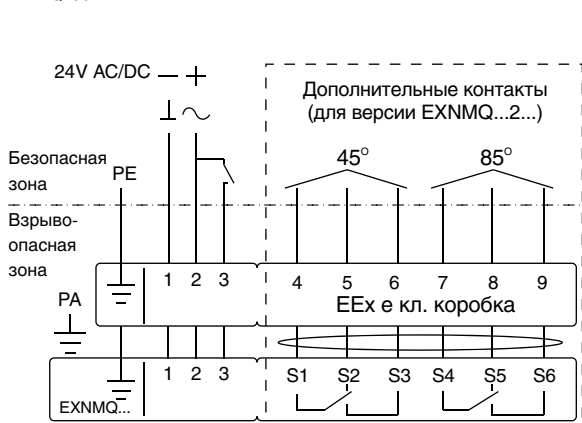 24V AC/DC – +
Дополнительные контакты
(для версии EXNMQ...2...)
⊥ ~
45° 85°
Безопасная
зона
PE
Взрыво-
опасная
зона
PA
1 2 3 4 5 6 7 8 9
EEx e кл. коробка
1 2 3 S1 S2 S3 S4 S5 S6
EXNMQ...